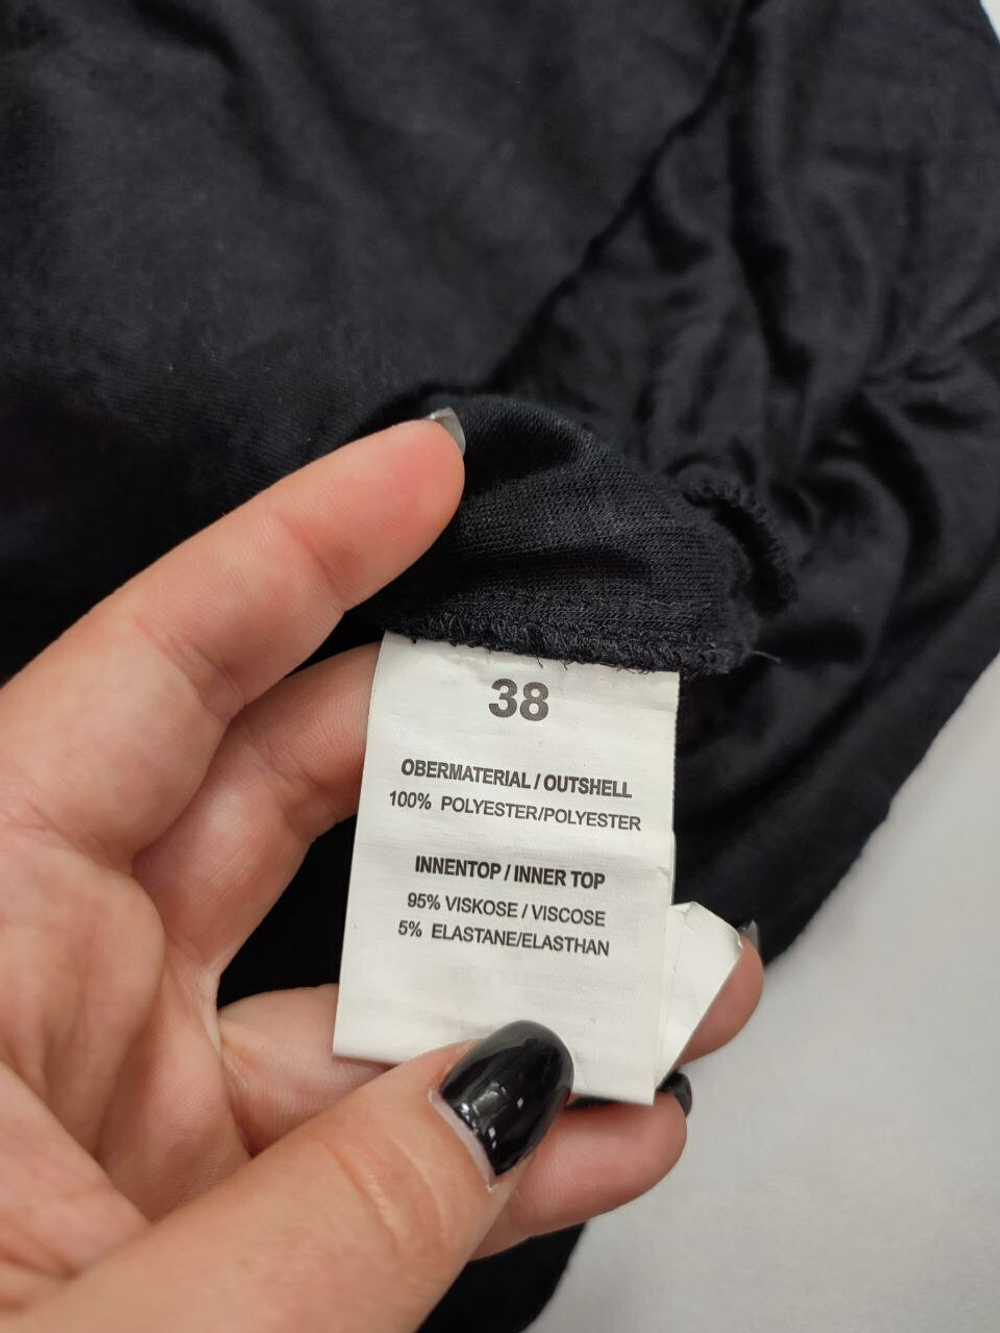 38
OBERMATERIAL / OUTSHELL
100% POLYESTER/POLYESTER
INNENTOP / INNER TOP
95% VISKOSE / VISCOSE
5% ELASTANE/ELASTHAN